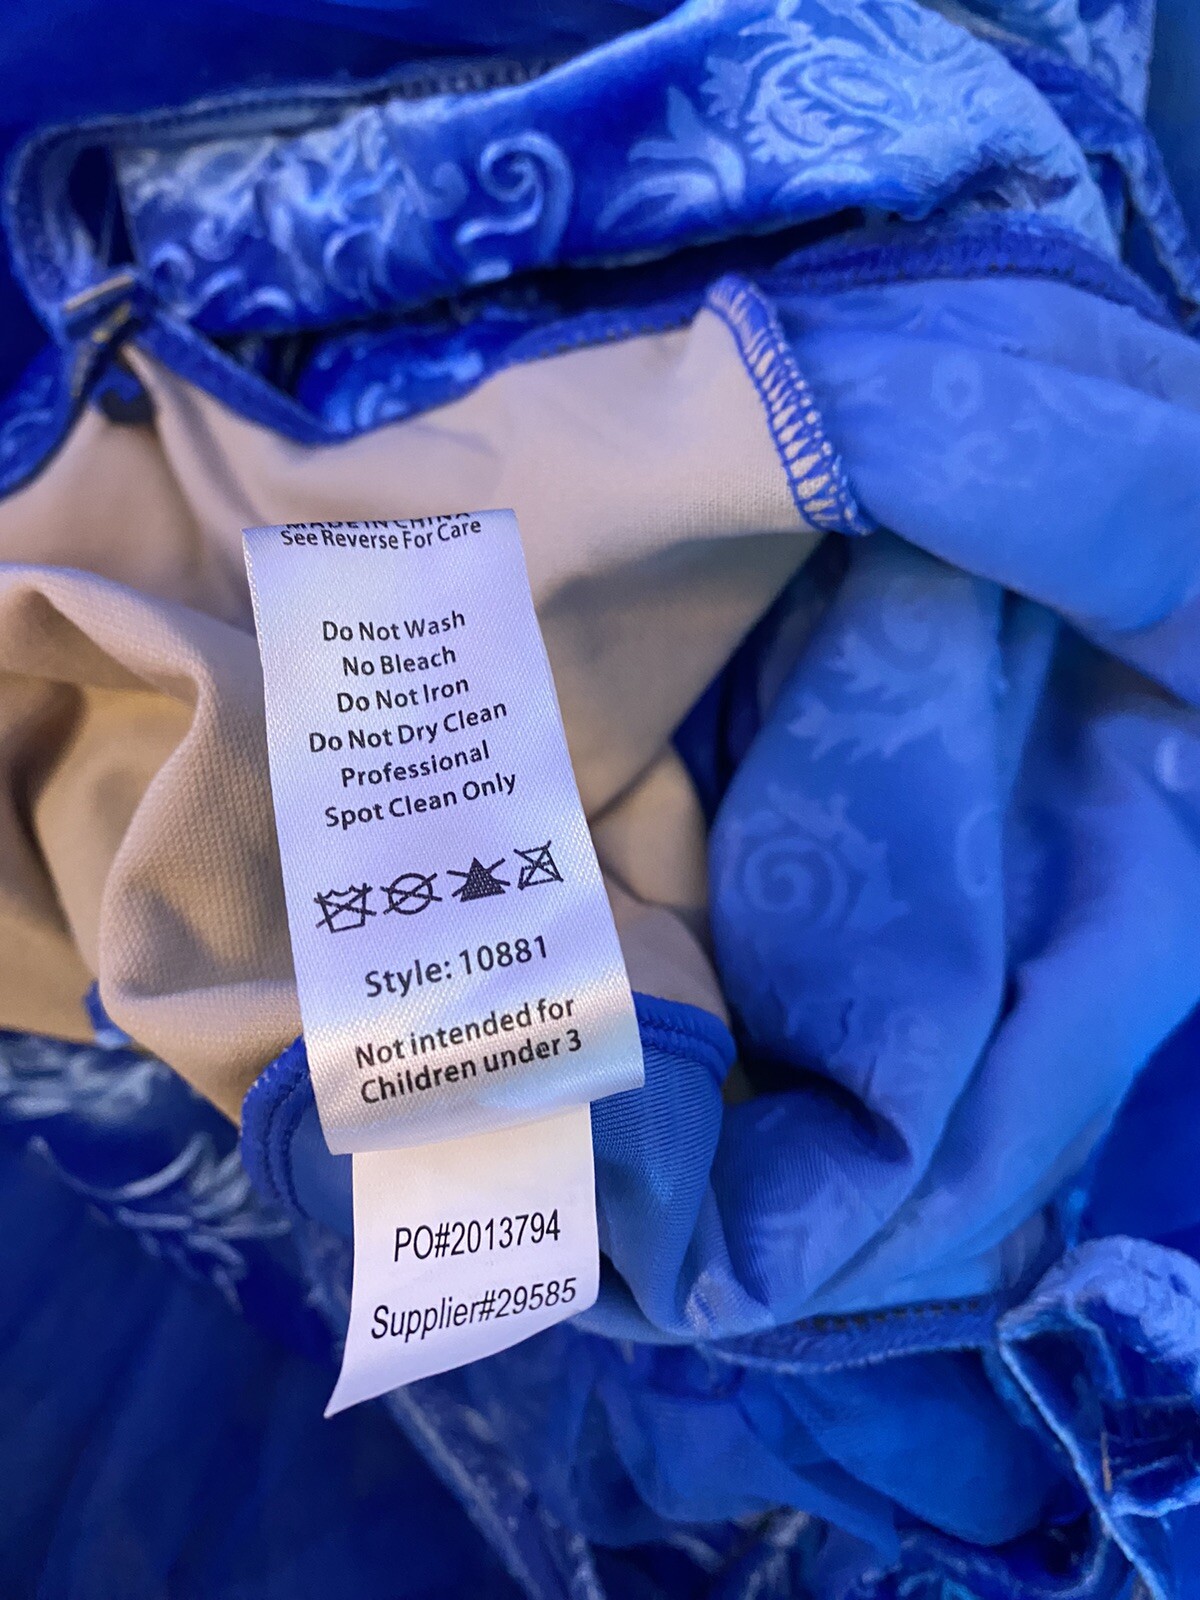 MADE IN CHINA
See Reverse For Care
Do Not Wash
No Bleach
Do Not Iron
Do Not Dry Clean
Professional
Spot Clean Only
Style: 10881
Not intended for
Children under 3
PO#2013794
Supplier#29585